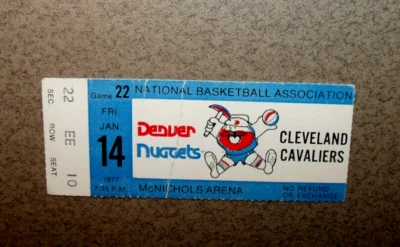 22 EE 10
SEC. ROW SEAT
Game 22 NATIONAL BASKETBALL ASSOCIATION
FRI.
JAN.
14
1977
7:35 P.M.
Denver
Nuggets
CLEVELAND
CAVALIERS
McNICHOLS ARENA
NO REFUND
OR EXCHANGE